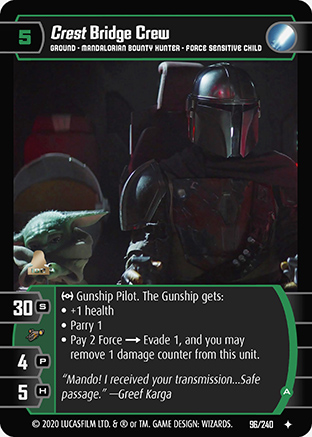 5
Crest Bridge Crew
GROUND • MANDALORIAN BOUNTY HUNTER • FORCE SENSITIVE CHILD
30 S
4 P
5 H
Gunship Pilot. The Gunship gets:
• +1 health
• Parry 1
• Pay 2 Force → Evade 1, and you may
remove 1 damage counter from this unit.
“Mando! I received your transmission...Safe
passage.” —Greef Karga
A
© 2020 LUCASFILM LTD. & ® or TM. GAME DESIGN: WIZARDS.
96/240